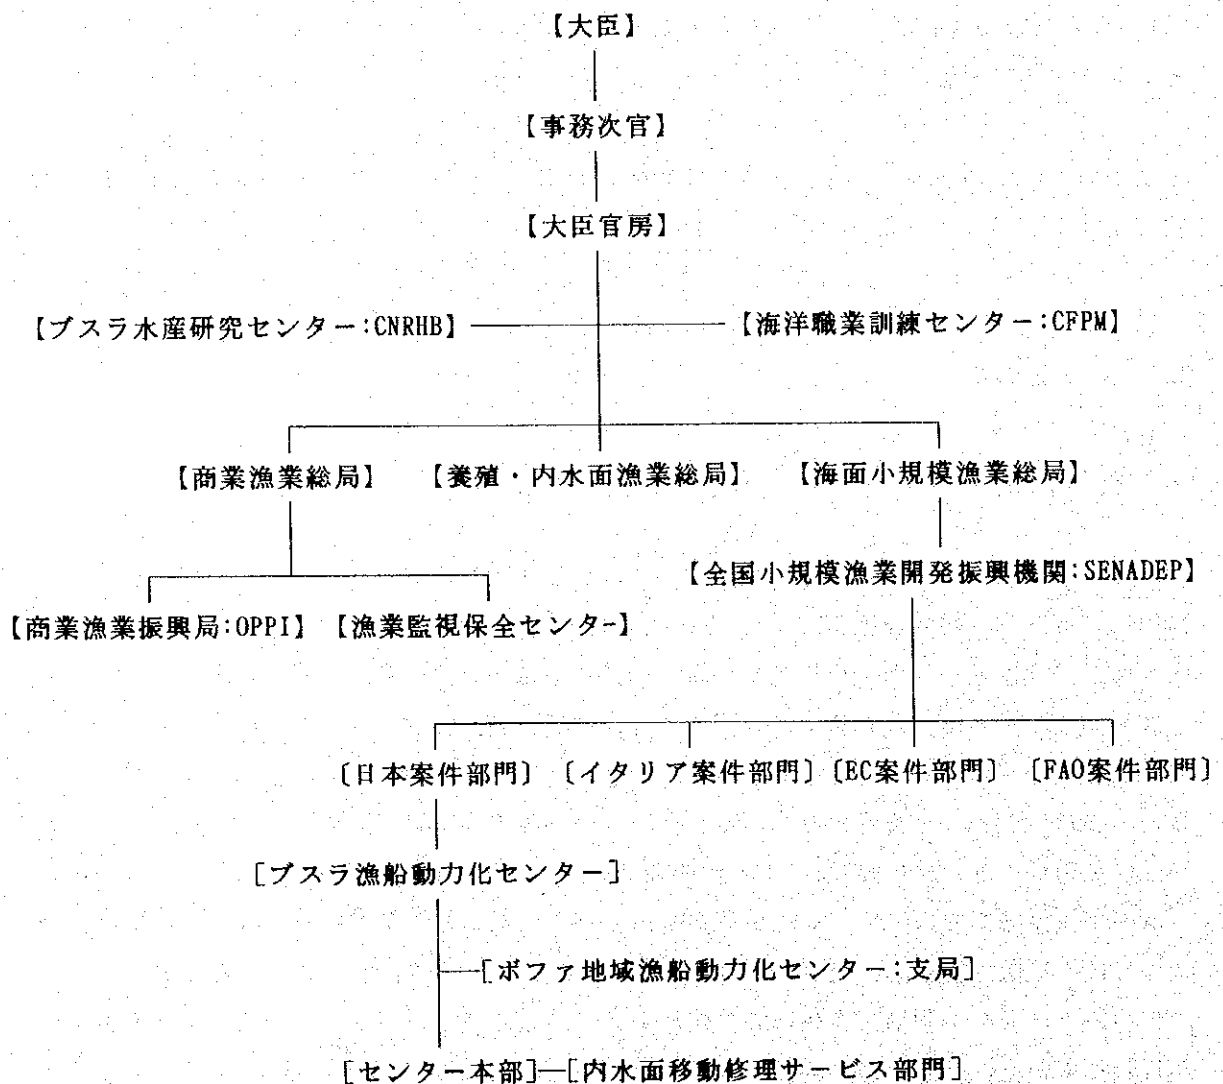 【大臣】
【事務次官】
【大臣官房】
【ブスラ水産研究センター:CNRHB】 【海洋職業訓練センター:CFPM】
【商業漁業総局】 【養殖・内水面漁業総局】 【海面小規模漁業総局】
【全国小規模漁業開発振興機関:SENADEP】
【商業漁業振興局:OPPI】 【漁業監視保全センター】
〔日本案件部門〕 〔イタリア案件部門〕 〔EC案件部門〕 〔FAO案件部門〕
[ブスラ漁船動力化センター]
[ボファ地域漁船動力化センター:支局]
[センター本部]―[内水面移動修理サービス部門]